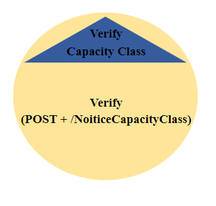 Verify
Capacity Class
Verify
(POST + /NoiticeCapacityClass)